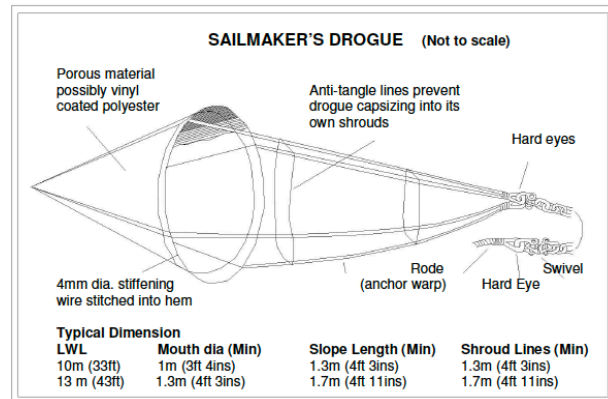 SAILMAKER'S DROGUE (Not to scale)
Porous material
possibly vinyl
coated polyester
Anti-tangle lines prevent
drogue capsizing into its
own shrouds
Hard eyes
4mm dia. stiffening
wire stitched into hem
Rode
(anchor warp)
Hard Eye
Swivel
Typical Dimension
LWL Mouth dia (Min) Slope Length (Min) Shroud Lines (Min)
10m (33ft) 1m (3ft 4ins) 1.3m (4ft 3ins) 1.3m (4ft 3ins)
13 m (43ft) 1.3m (4ft 3ins) 1.7m (4ft 11ins) 1.7m (4ft 11ins)